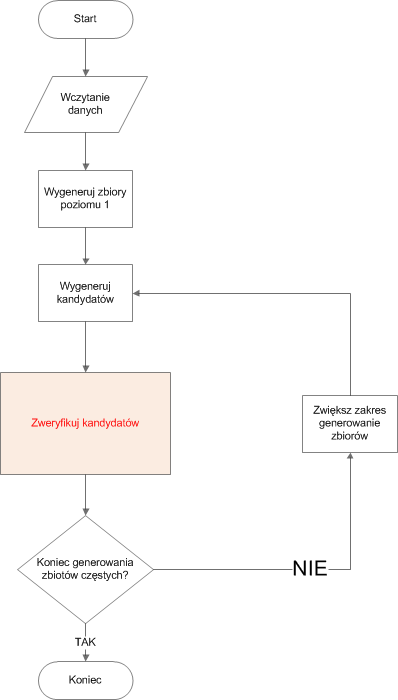 Start
Wczytanie
danych
Wygeneruj zbiory
poziomu 1
Wygeneruj
kandydatów
Zweryfikuj kandydatów
Zwiększ zakres
generowanie
zbiorów
Koniec generowania
zbiotów częstych?
NIE
TAK
Koniec